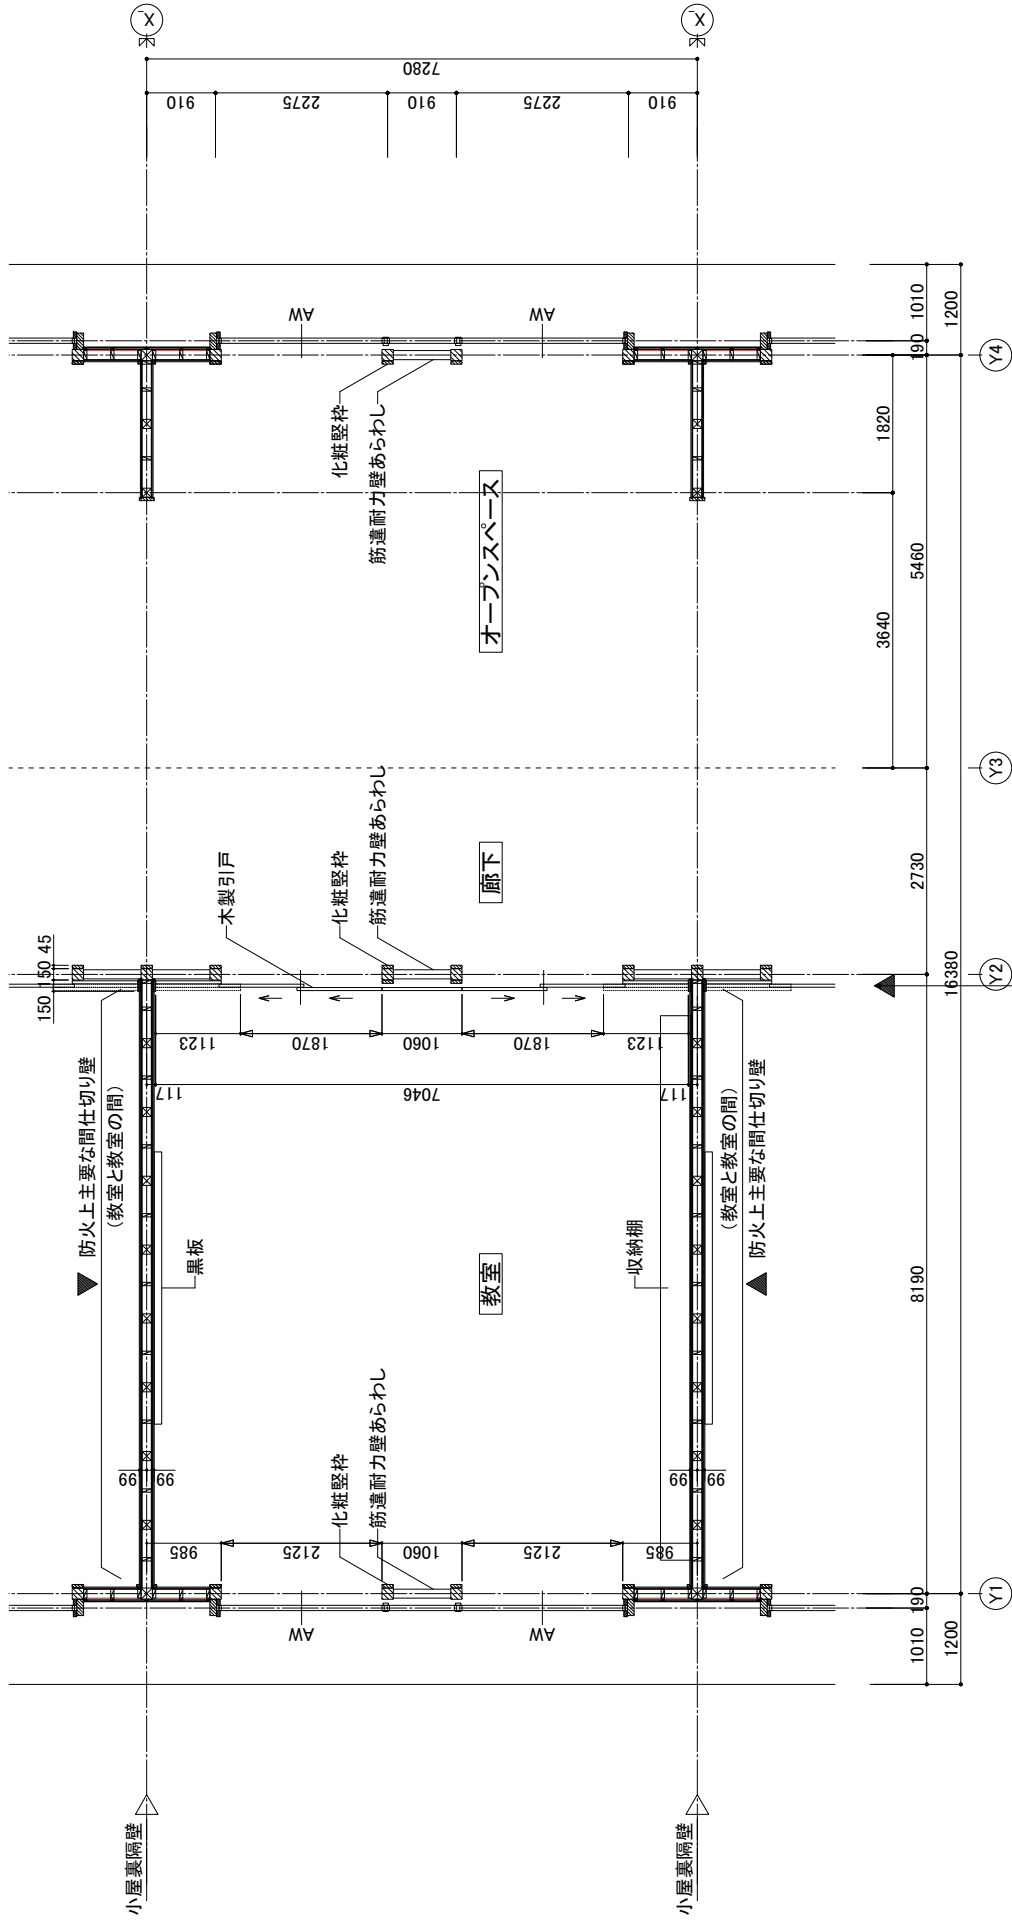 X_
X_
7280
910
2275
910
2275
910
1010
190
1200
AW
AW
化粧竪枠
筋違耐力壁あらわし
オープンスペース
1820
5460
3640
Y4
Y3
木製引戸
化粧竪枠
筋違耐力壁あらわし
廊下
2730
16380
Y2
150 150 45
1123
1870
1060
1870
1123
117
7046
117
防火上主要な間仕切り壁
（教室と教室の間）
（教室と教室の間）
防火上主要な間仕切り壁
黒板
教室
収納棚
8190
化粧竪枠
筋違耐力壁あらわし
99
99
99
99
985
2125
1060
2125
985
AW
AW
190
1010
1200
Y1
小屋裏隔壁
小屋裏隔壁